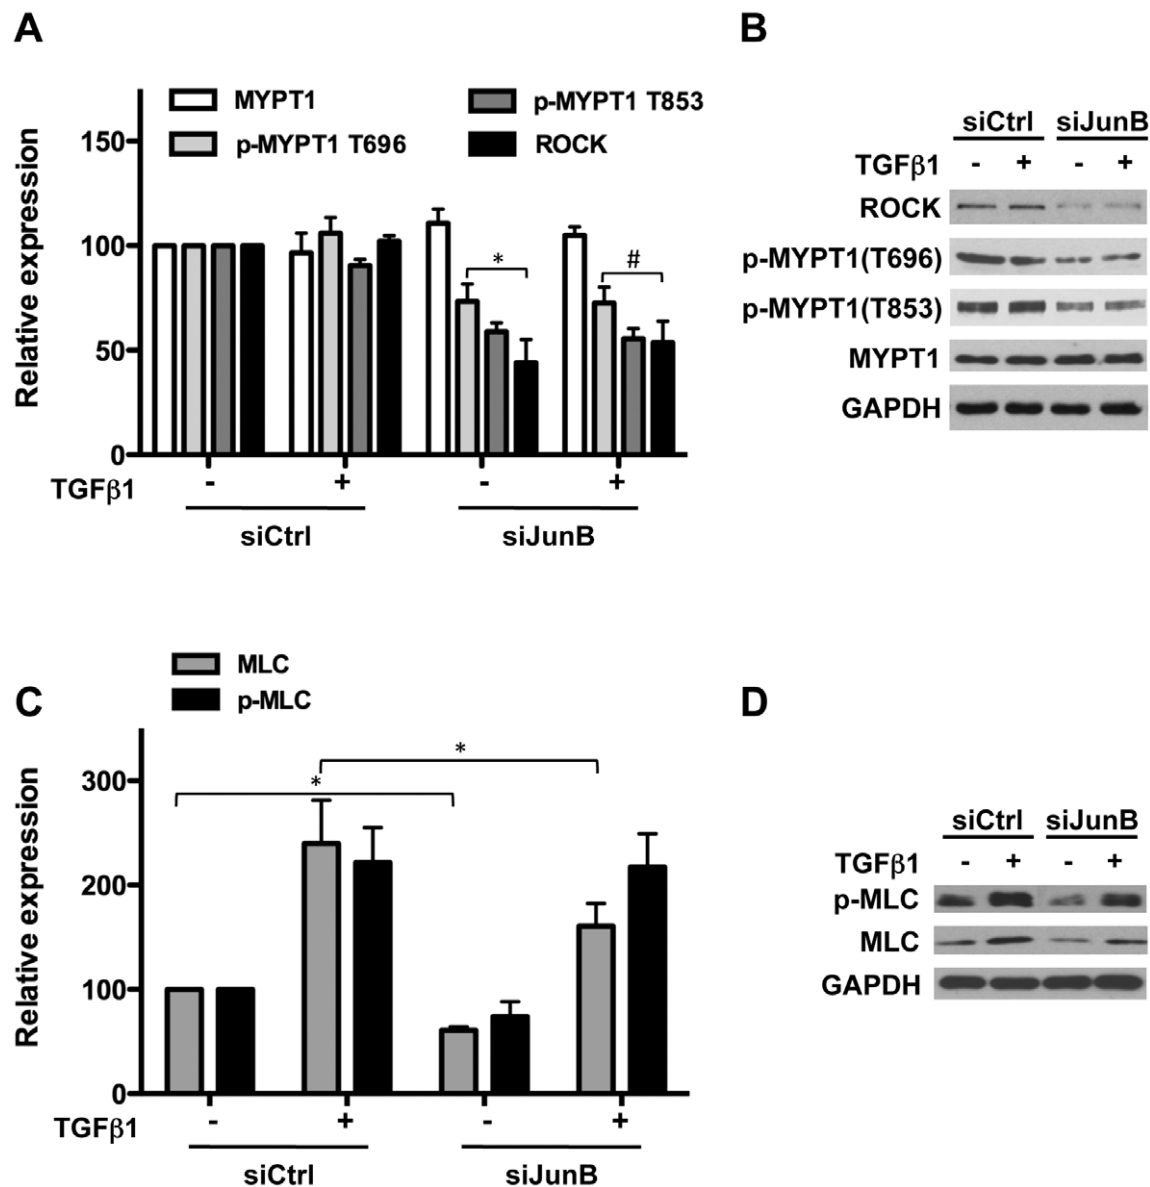 A
MYPT1
p-MYPT1 T696
p-MYPT1 T853
ROCK
Relative expression
150
100
50
0
*
#
TGFβ1 - + - +
siCtrl siJunB
B
siCtrl siJunB
TGFβ1 - + - +
ROCK
p-MYPT1(T696)
p-MYPT1(T853)
MYPT1
GAPDH
C
MLC
p-MLC
Relative expression
300
200
100
0
*
*
TGFβ1 - + - +
siCtrl siJunB
D
siCtrl siJunB
TGFβ1 - + - +
p-MLC
MLC
GAPDH